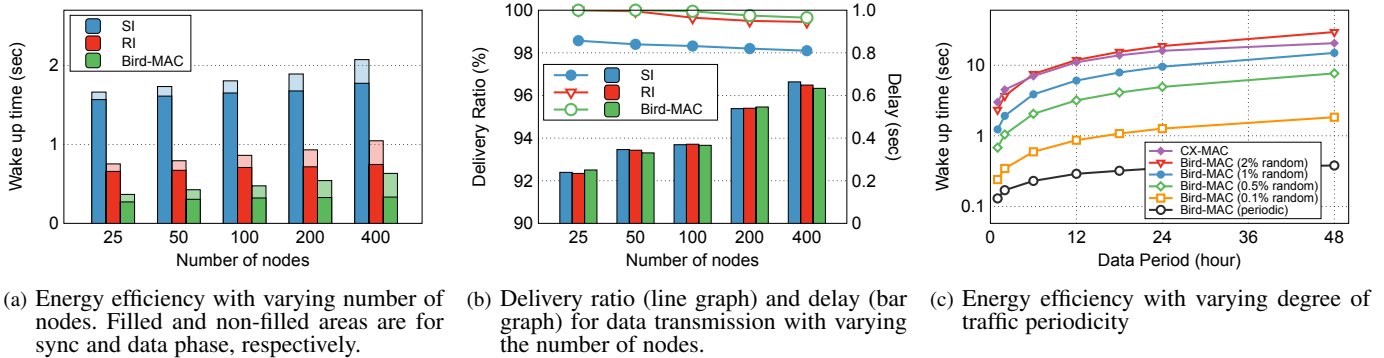 Wake up time (sec)
2
1
0
SI
RI
Bird-MAC
25 50 100 200 400
Number of nodes
(a) Energy efficiency with varying number of
nodes. Filled and non-filled areas are for
sync and data phase, respectively.
Delivery Ratio (%)
100
98
96
94
92
90
SI
RI
Bird-MAC
1.0
0.8
0.6
0.4
0.2
0
Delay (sec)
25 50 100 200 400
Number of nodes
(b) Delivery ratio (line graph) and delay (bar
graph) for data transmission with varying
the number of nodes.
Wake up time (sec)
10
1
0.1
CX-MAC
Bird-MAC (2% random)
Bird-MAC (1% random)
Bird-MAC (0.5% random)
Bird-MAC (0.1% random)
Bird-MAC (periodic)
0 12 24 36 48
Data Period (hour)
(c) Energy efficiency with varying degree of
traffic periodicity